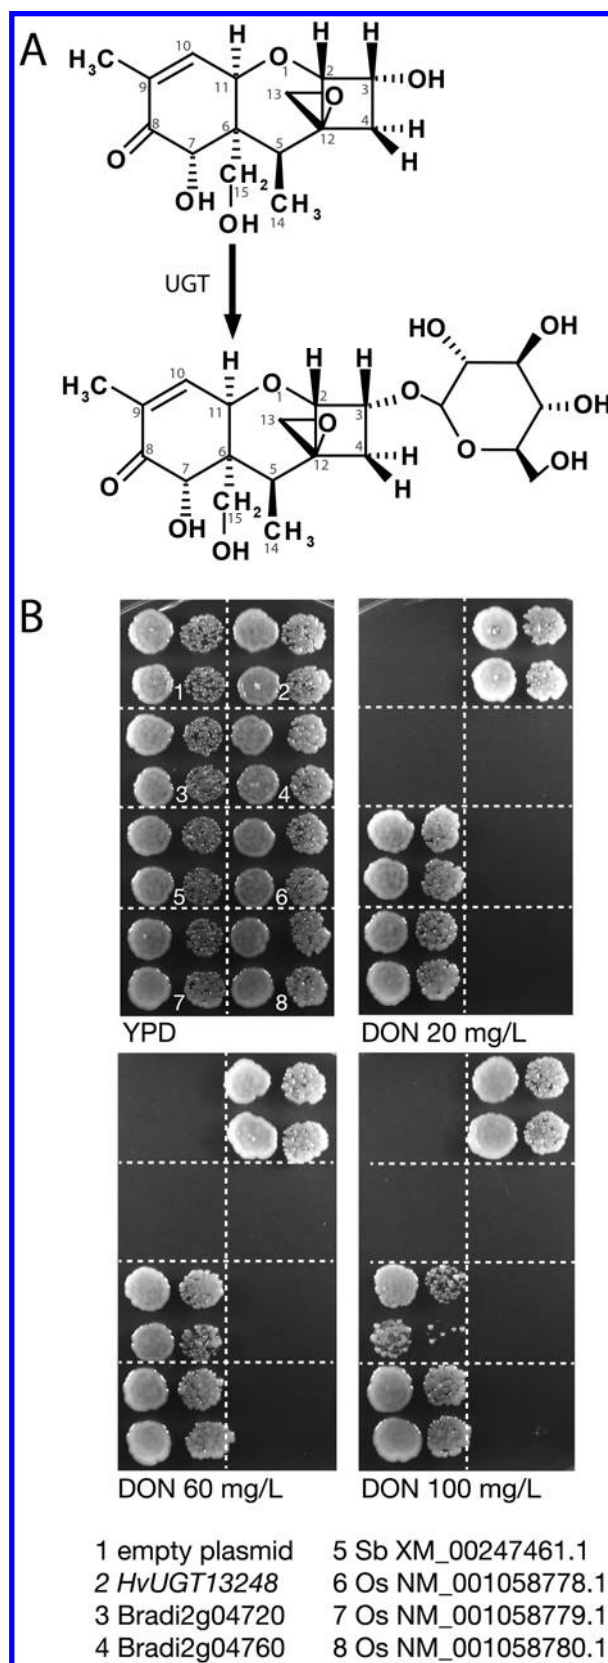 A
10 H H H
H₃C O 2 3 OH
1
9 11 13 O
8 6 5 12 4 H
O 7 H
OH CH₂ CH₃
15 14
OH
UGT
HO OH
10 H H H O OH
H₃C O 2 3
1
9 11 13 O
8 6 5 12 4 H O OH
O 7 H
OH CH₂ CH₃
15 14
OH
B
1 2
3 4
5 6
7 8
YPD
DON 20 mg/L
DON 60 mg/L
DON 100 mg/L
1 empty plasmid
2 HvUGT13248
3 Bradi2g04720
4 Bradi2g04760
5 Sb XM_00247461.1
6 Os NM_001058778.1
7 Os NM_001058779.1
8 Os NM_001058780.1